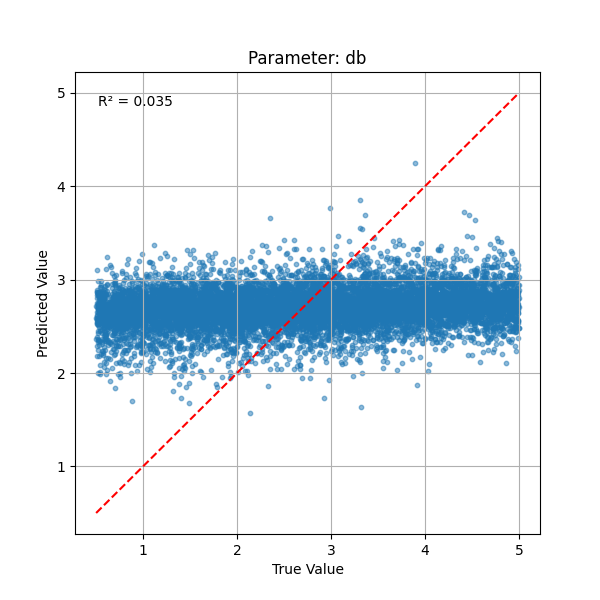 Parameter: db
R² = 0.035
5
4
3
2
1
Predicted Value
1 2 3 4 5
True Value